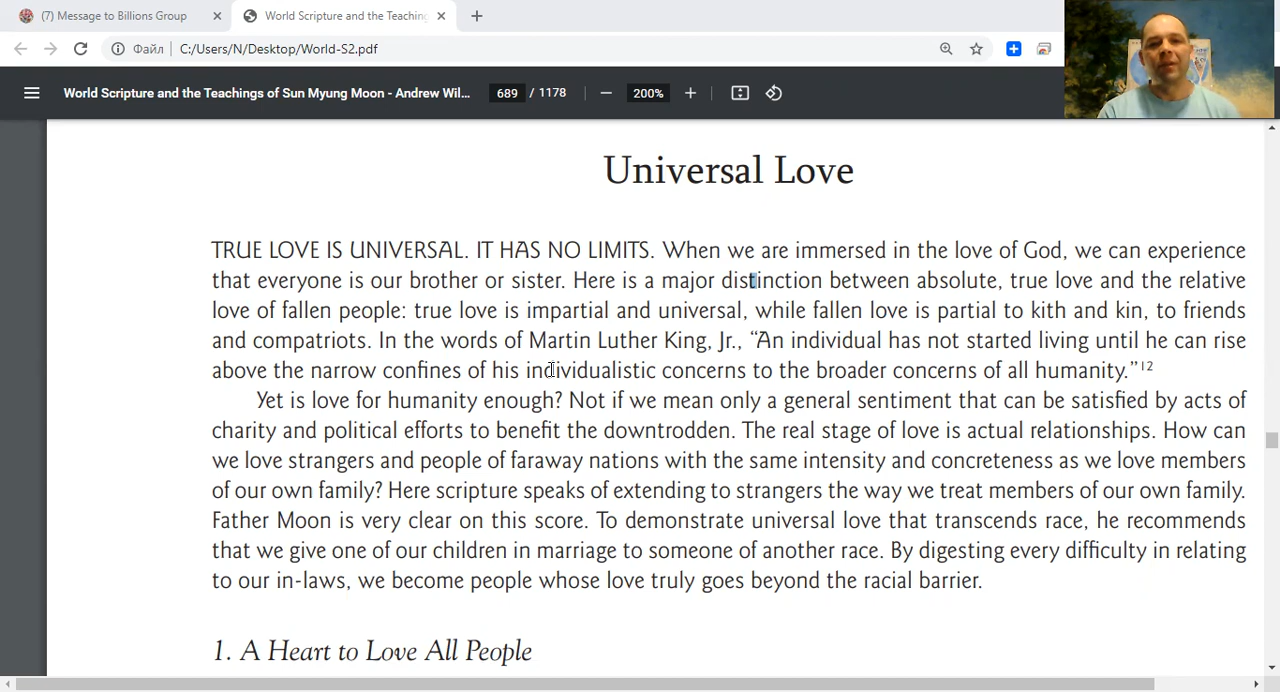 (7) Message to Billions Group
World Scripture and the Teaching
Файл
C:/Users/N/Desktop/World-S2.pdf
World Scripture and the Teachings of Sun Myung Moon - Andrew Wil...
689 / 1178
200%
Universal Love
TRUE LOVE IS UNIVERSAL. IT HAS NO LIMITS. When we are immersed in the love of God, we can experience
that everyone is our brother or sister. Here is a major distinction between absolute, true love and the relative
love of fallen people: true love is impartial and universal, while fallen love is partial to kith and kin, to friends
and compatriots. In the words of Martin Luther King, Jr., “An individual has not started living until he can rise
above the narrow confines of his individualistic concerns to the broader concerns of all humanity.”12
Yet is love for humanity enough? Not if we mean only a general sentiment that can be satisfied by acts of
charity and political efforts to benefit the downtrodden. The real stage of love is actual relationships. How can
we love strangers and people of faraway nations with the same intensity and concreteness as we love members
of our own family? Here scripture speaks of extending to strangers the way we treat members of our own family.
Father Moon is very clear on this score. To demonstrate universal love that transcends race, he recommends
that we give one of our children in marriage to someone of another race. By digesting every difficulty in relating
to our in-laws, we become people whose love truly goes beyond the racial barrier.
1. A Heart to Love All People